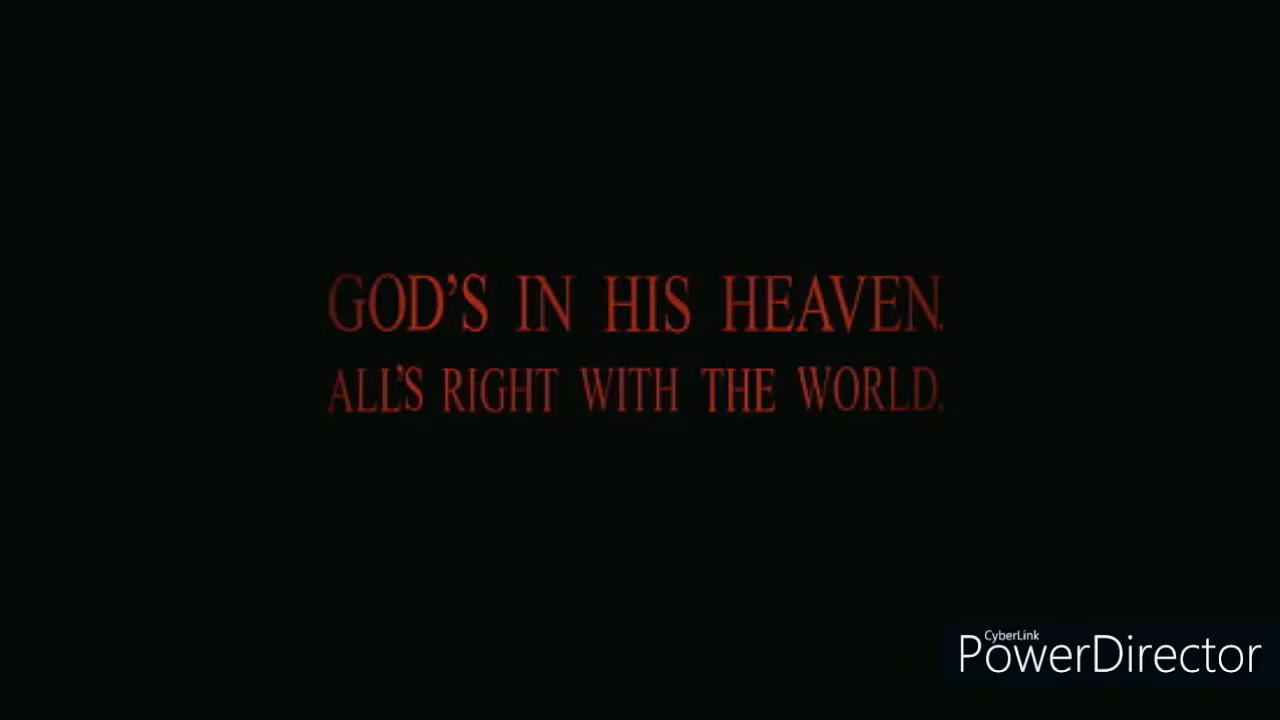 GOD'S IN HIS HEAVEN.
ALL'S RIGHT WITH THE WORLD.
CyberLink
PowerDirector